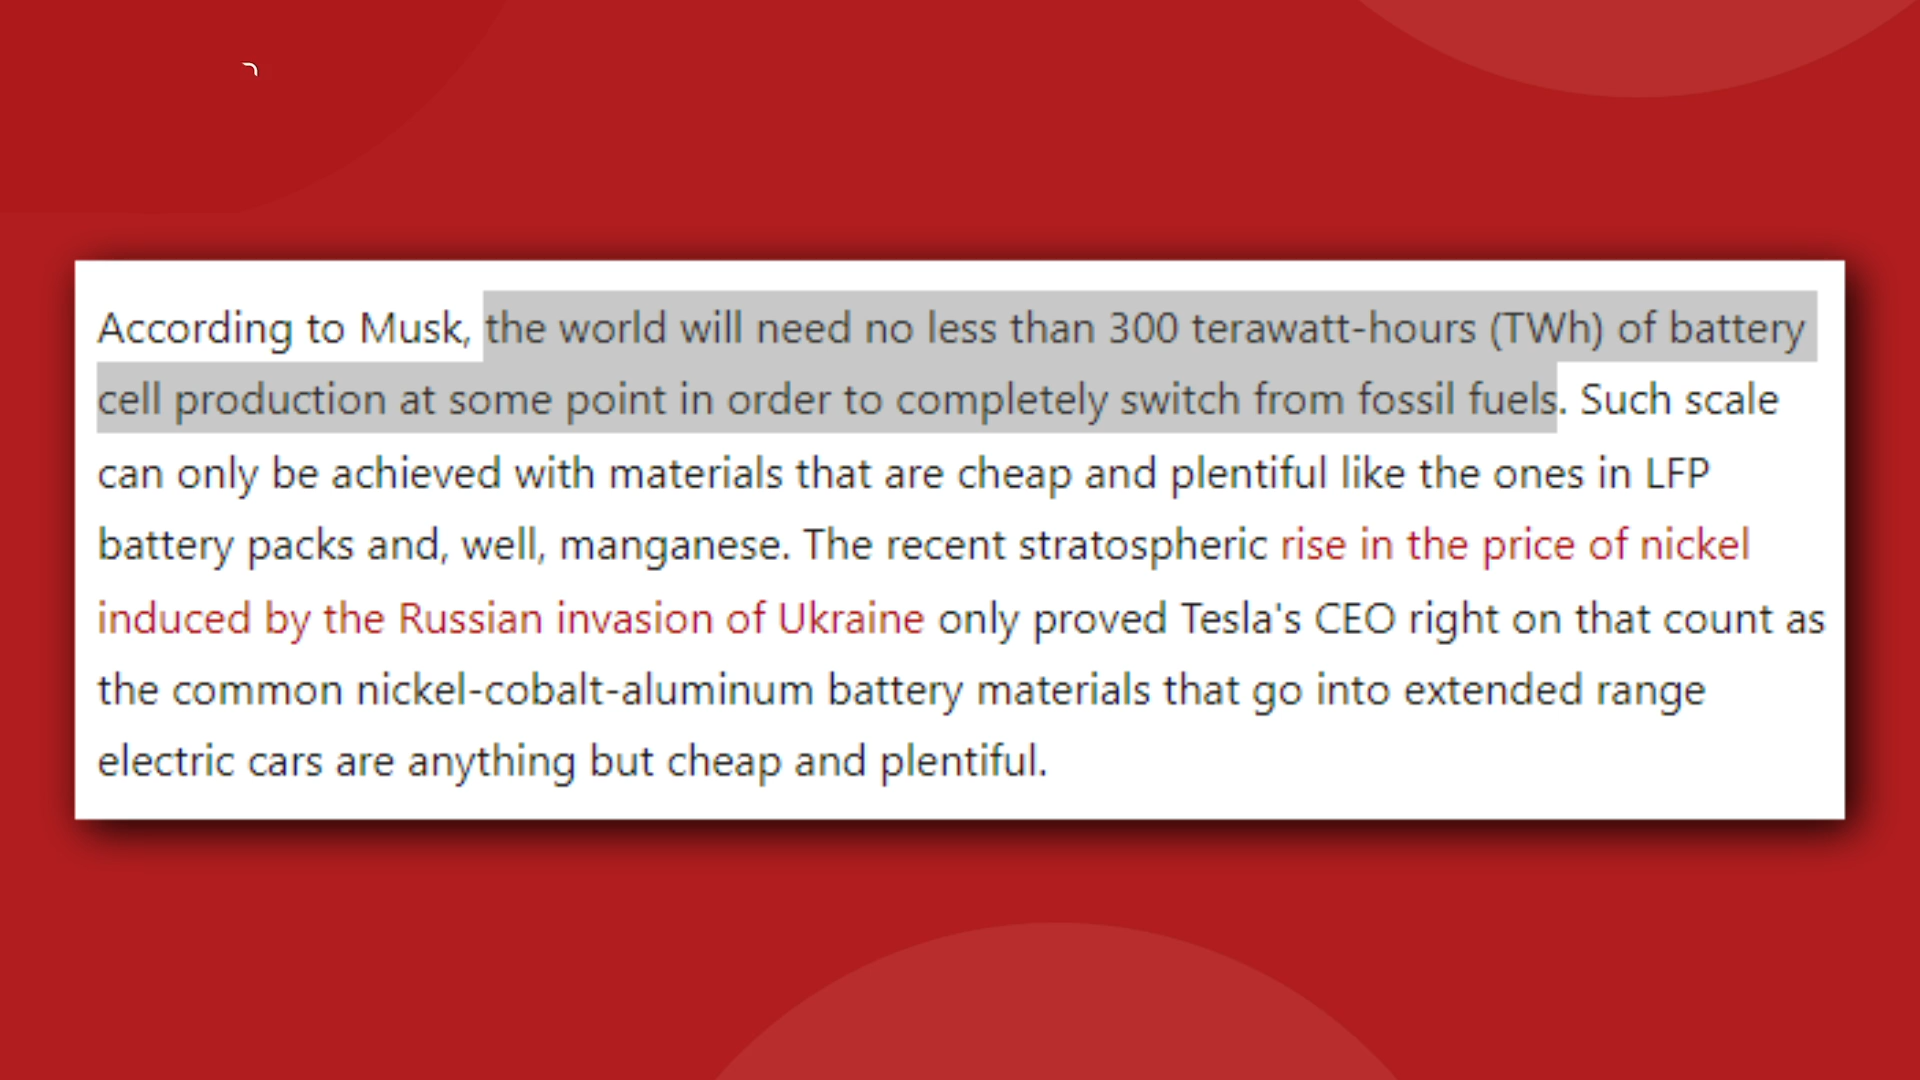 According to Musk, the world will need no less than 300 terawatt-hours (TWh) of battery
cell production at some point in order to completely switch from fossil fuels. Such scale
can only be achieved with materials that are cheap and plentiful like the ones in LFP
battery packs and, well, manganese. The recent stratospheric rise in the price of nickel
induced by the Russian invasion of Ukraine only proved Tesla's CEO right on that count as
the common nickel-cobalt-aluminum battery materials that go into extended range
electric cars are anything but cheap and plentiful.